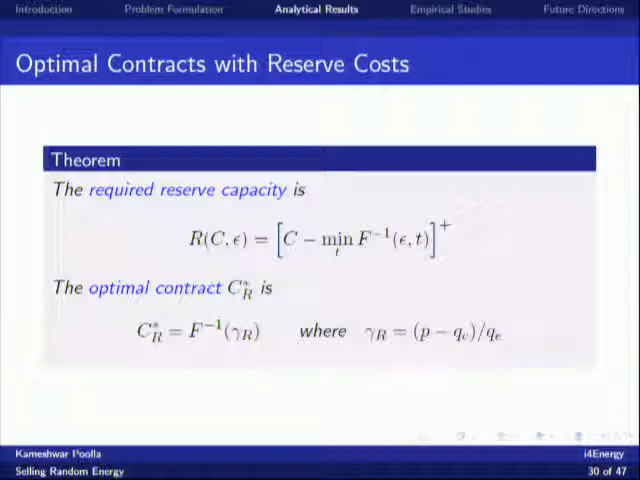 Introduction Problem Formulation Analytical Results Empirical Studies Future Directions
Optimal Contracts with Reserve Costs
Theorem
The required reserve capacity is
R(C, ϵ) = [C − min_t F⁻¹(ϵ, t)]⁺
The optimal contract C*_R is
C*_R = F⁻¹(γ_R) where γ_R = (p − q_c)/q_e
Kameshwar Poolla i4Energy
Selling Random Energy 30 of 47